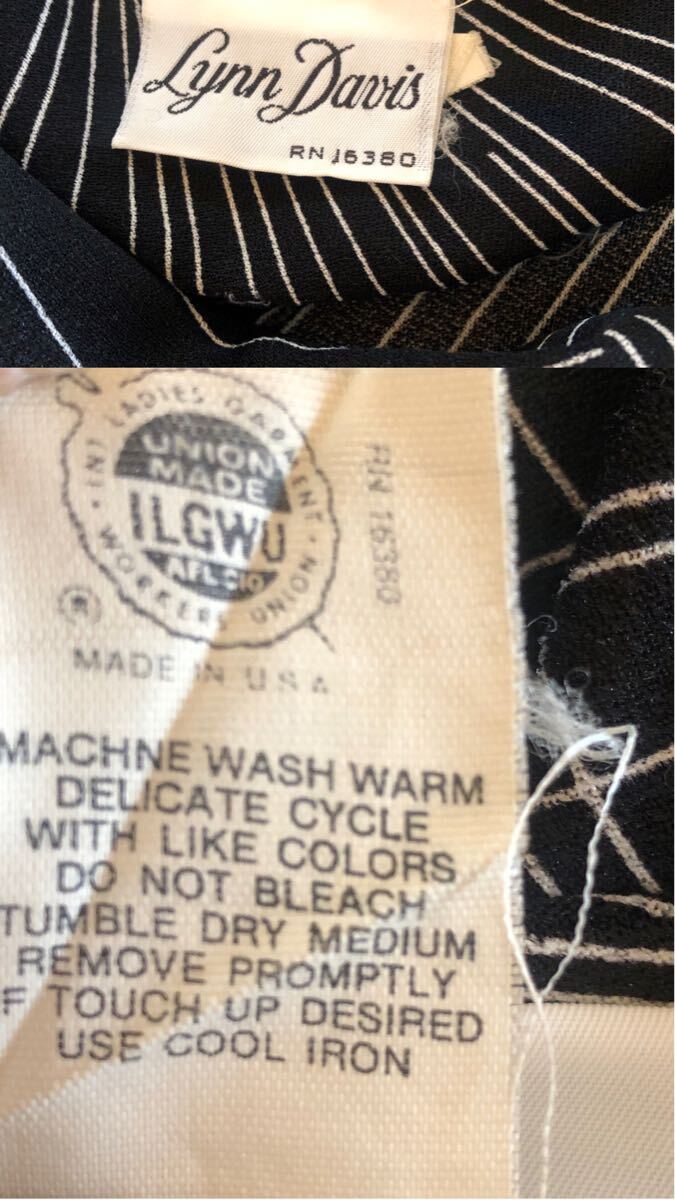 Lynn Davis
RN 16380
INT LADIES GARMENT
WORKERS UNION
UNION
MADE
ILGWU
AFL-CIO
®
RN 16380
MADE IN U S A
MACHNE WASH WARM
DELICATE CYCLE
WITH LIKE COLORS
DO NOT BLEACH
TUMBLE DRY MEDIUM
REMOVE PROMPTLY
F TOUCH UP DESIRED
USE COOL IRON